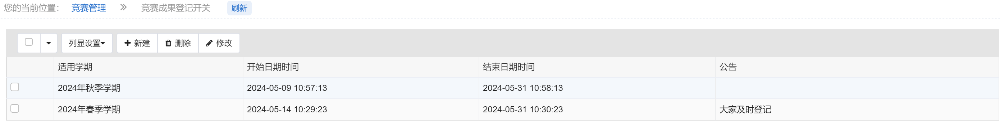 您的当前位置： 竞赛管理 » 竞赛成果登记开关 刷新
列显设置 新建 删除 修改
适用学期 开始日期时间 结束日期时间 公告
2024年秋季学期 2024-05-09 10:57:13 2024-05-31 10:58:13
2024年春季学期 2024-05-14 10:29:23 2024-05-31 10:30:23 大家及时登记